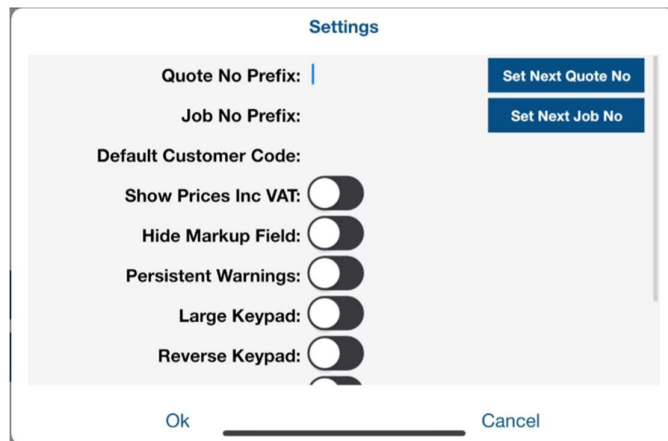 Settings
Quote No Prefix: Set Next Quote No
Job No Prefix: Set Next Job No
Default Customer Code:
Show Prices Inc VAT:
Hide Markup Field:
Persistent Warnings:
Large Keypad:
Reverse Keypad:
Ok Cancel